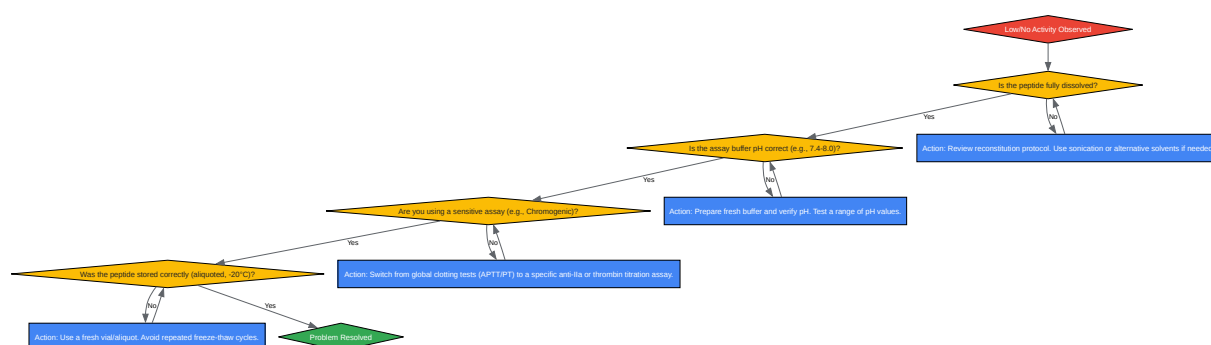 Low/No Activity Observed
Is the peptide fully dissolved?
Yes
No
Is the assay buffer pH correct (e.g., 7.4-8.0)?
Action: Review reconstitution protocol. Use sonication or alternative solvents if needed
Yes
No
Are you using a sensitive assay (e.g., Chromogenic)?
Action: Prepare fresh buffer and verify pH. Test a range of pH values.
Yes
No
Was the peptide stored correctly (aliquoted, -20°C)?
Action: Switch from global clotting tests (APTT/PT) to a specific anti-IIa or thrombin titration assay.
No
Yes
Action: Use a fresh vial/aliquot. Avoid repeated freeze-thaw cycles.
Problem Resolved